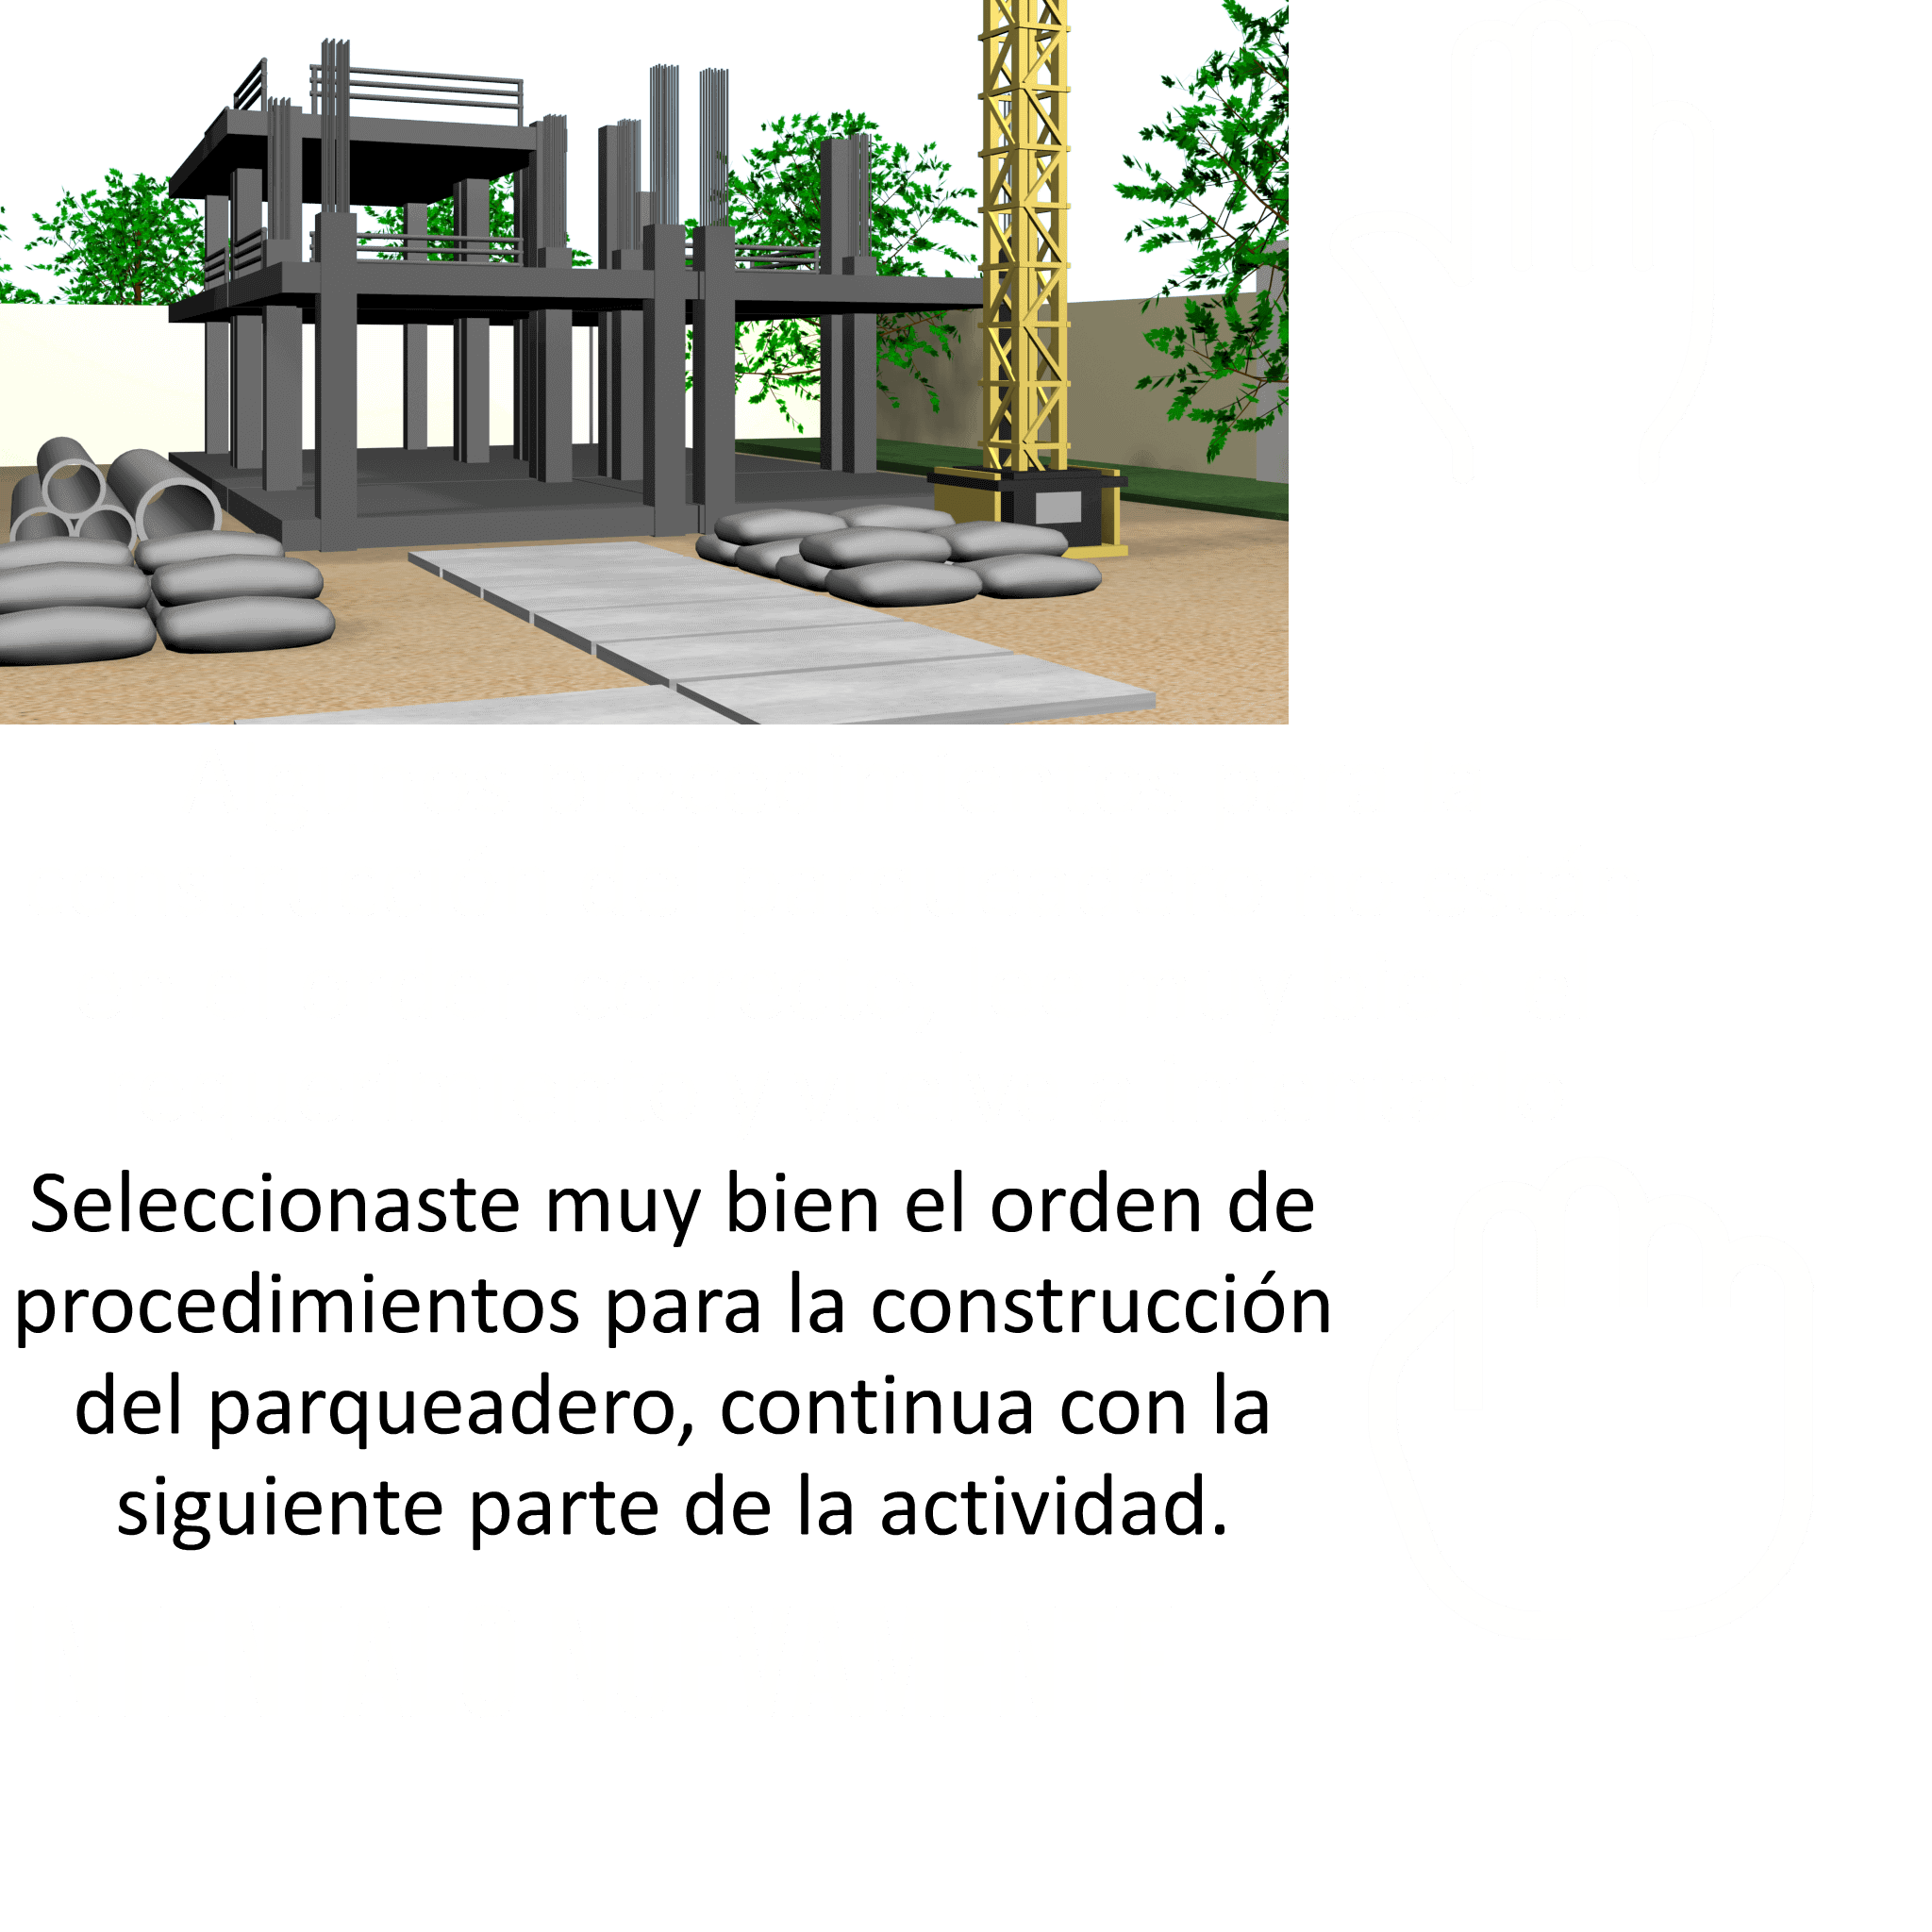 Seleccionaste muy bien el orden de
procedimientos para la construcción
del parqueadero, continua con la
siguiente parte de la actividad.